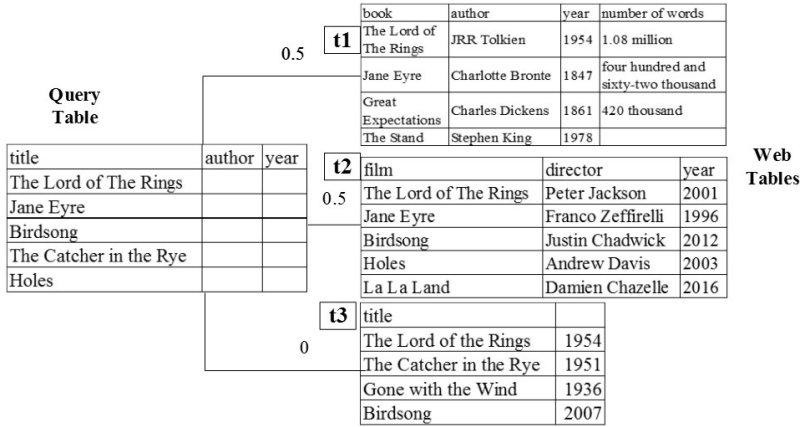 book author year number of words
The Lord of
The Rings JRR Tolkien 1954 1.08 million
Jane Eyre Charlotte Bronte 1847 four hundred and
sixty-two thousand
Great
Expectations Charles Dickens 1861 420 thousand
The Stand Stephen King 1978
t1
0.5
Query
Table
title author year
The Lord of The Rings
Jane Eyre
Birdsong
The Catcher in the Rye
Holes
t2
0.5
film director year
The Lord of The Rings Peter Jackson 2001
Jane Eyre Franco Zeffirelli 1996
Birdsong Justin Chadwick 2012
Holes Andrew Davis 2003
La La Land Damien Chazelle 2016
Web
Tables
t3
0
title
The Lord of the Rings 1954
The Catcher in the Rye 1951
Gone with the Wind 1936
Birdsong 2007